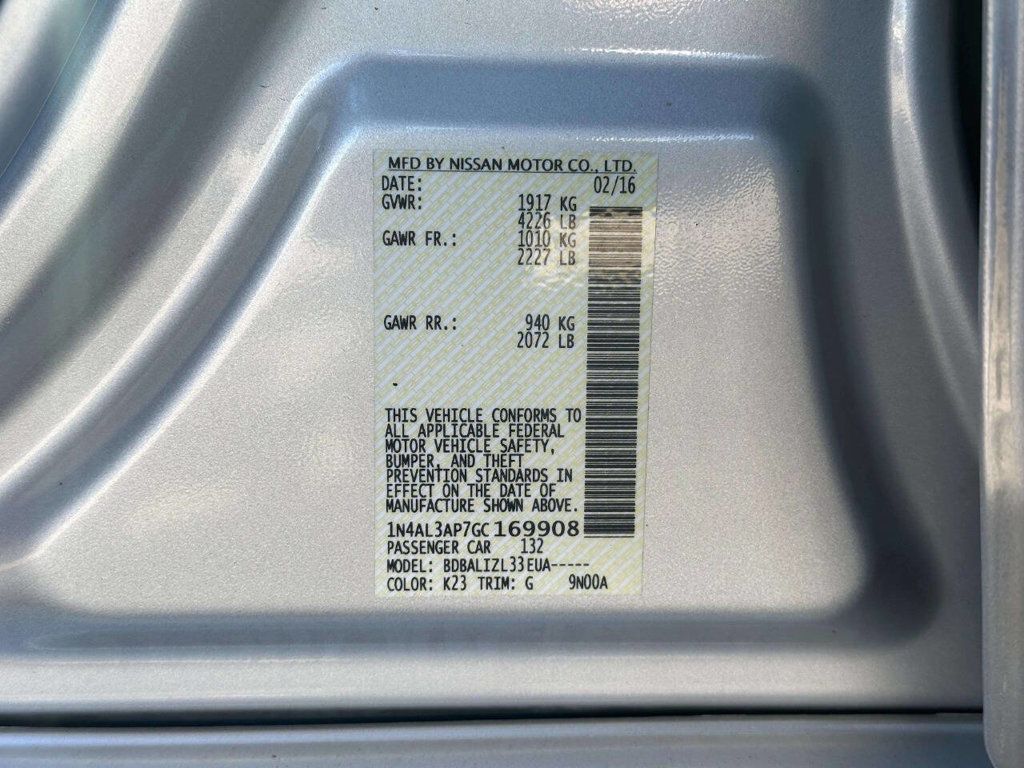 MFD BY NISSAN MOTOR CO., LTD.
DATE: 02/16
GVWR: 1917 KG
4226 LB
GAWR FR.: 1010 KG
2227 LB
GAWR RR.: 940 KG
2072 LB
THIS VEHICLE CONFORMS TO
ALL APPLICABLE FEDERAL
MOTOR VEHICLE SAFETY,
BUMPER, AND THEFT
PREVENTION STANDARDS IN
EFFECT ON THE DATE OF
MANUFACTURE SHOWN ABOVE.
1N4AL3AP7GC169908
PASSENGER CAR 132
MODEL: BDBALIZL33EUA-----
COLOR: K23 TRIM: G 9N00A